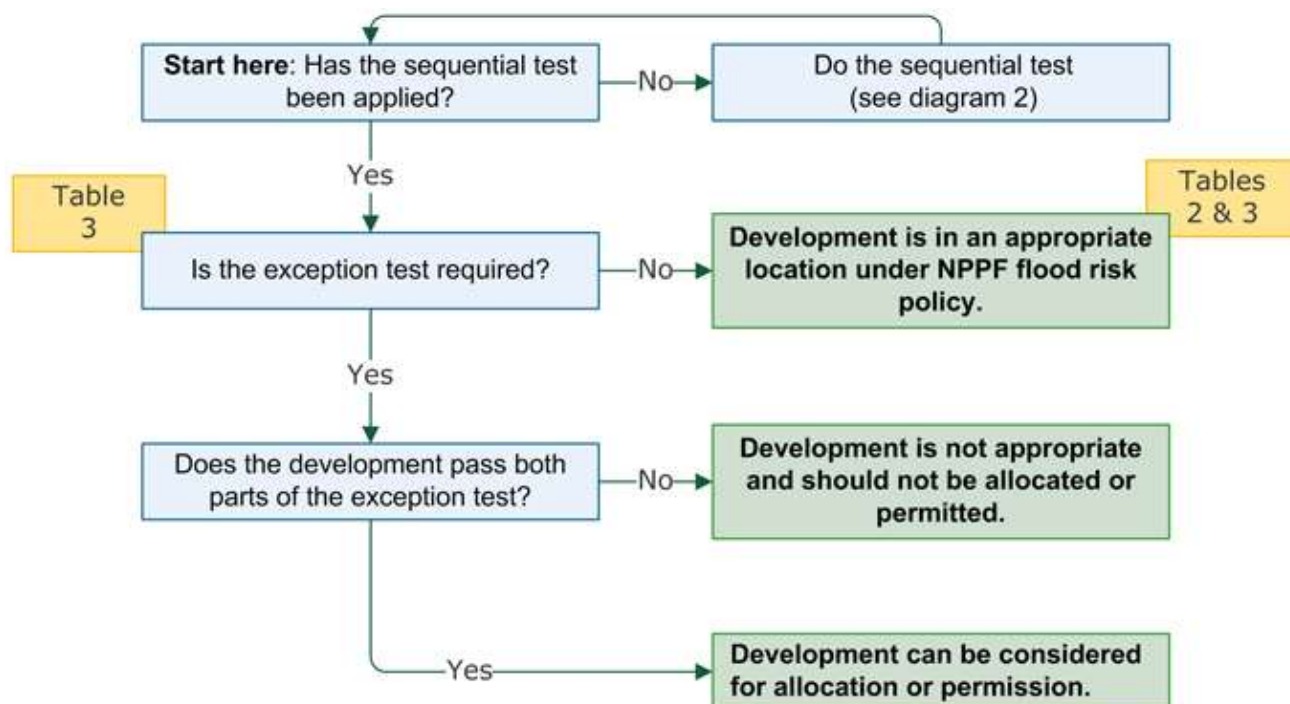 Start here: Has the sequential test
been applied?
No
Do the sequential test
(see diagram 2)
Yes
Table
3
Tables
2 & 3
Is the exception test required?
No
Development is in an appropriate
location under NPPF flood risk
policy.
Yes
Does the development pass both
parts of the exception test?
No
Development is not appropriate
and should not be allocated or
permitted.
Yes
Development can be considered
for allocation or permission.